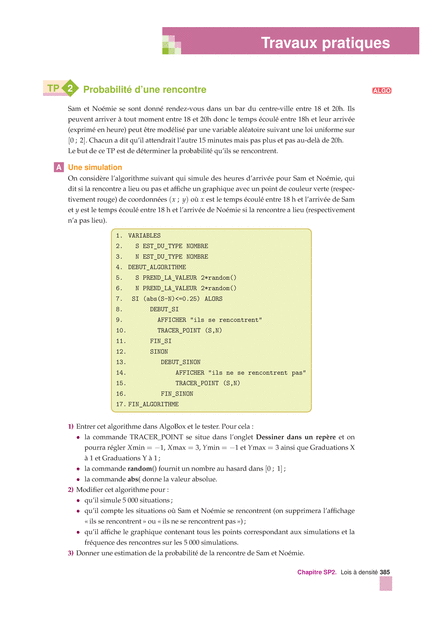 Travaux pratiques
TP 2 Probabilité d'une rencontre ALGO
Sam et Noémie se sont donné rendez-vous dans un bar du centre-ville entre 18 et 20h. Ils
peuvent arriver à tout moment entre 18 et 20h donc le temps écoulé entre 18h et leur arrivée
(exprimé en heure) peut être modélisé par une variable aléatoire suivant une loi uniforme sur
[0 ; 2]. Chacun a dit qu'il attendrait l'autre 15 minutes mais pas plus et pas au-delà de 20h.
Le but de ce TP est de déterminer la probabilité qu'ils se rencontrent.
A Une simulation
On considère l'algorithme suivant qui simule des heures d'arrivée pour Sam et Noémie, qui
dit si la rencontre a lieu ou pas et affiche un graphique avec un point de couleur verte (respec-
tivement rouge) de coordonnées (x ; y) où x est le temps écoulé entre 18 h et l'arrivée de Sam
et y est le temps écoulé entre 18 h et l'arrivée de Noémie si la rencontre a lieu (respectivement
n'a pas lieu).
1. VARIABLES
2. S EST_DU_TYPE NOMBRE
3. N EST_DU_TYPE NOMBRE
4. DEBUT_ALGORITHME
5. S PREND_LA_VALEUR 2*random()
6. N PREND_LA_VALEUR 2*random()
7. SI (abs(S-N)<=0.25) ALORS
8. DEBUT_SI
9. AFFICHER "ils se rencontrent"
10. TRACER_POINT (S,N)
11. FIN_SI
12. SINON
13. DEBUT_SINON
14. AFFICHER "ils ne se rencontrent pas"
15. TRACER_POINT (S,N)
16. FIN_SINON
17. FIN_ALGORITHME
1) Entrer cet algorithme dans AlgoBox et le tester. Pour cela :
• la commande TRACER_POINT se situe dans l'onglet Dessiner dans un repère et on
pourra régler Xmin = −1, Xmax = 3, Ymin = −1 et Ymax = 3 ainsi que Graduations X
à 1 et Graduations Y à 1 ;
• la commande random() fournit un nombre au hasard dans [0 ; 1] ;
• la commande abs( donne la valeur absolue.
2) Modifier cet algorithme pour :
• qu'il simule 5 000 situations ;
• qu'il compte les situations où Sam et Noémie se rencontrent (on supprimera l'affichage
« ils se rencontrent » ou « ils ne se rencontrent pas ») ;
• qu'il affiche le graphique contenant tous les points correspondant aux simulations et la
fréquence des rencontres sur les 5 000 simulations.
3) Donner une estimation de la probabilité de la rencontre de Sam et Noémie.
Chapitre SP2. Lois à densité 385